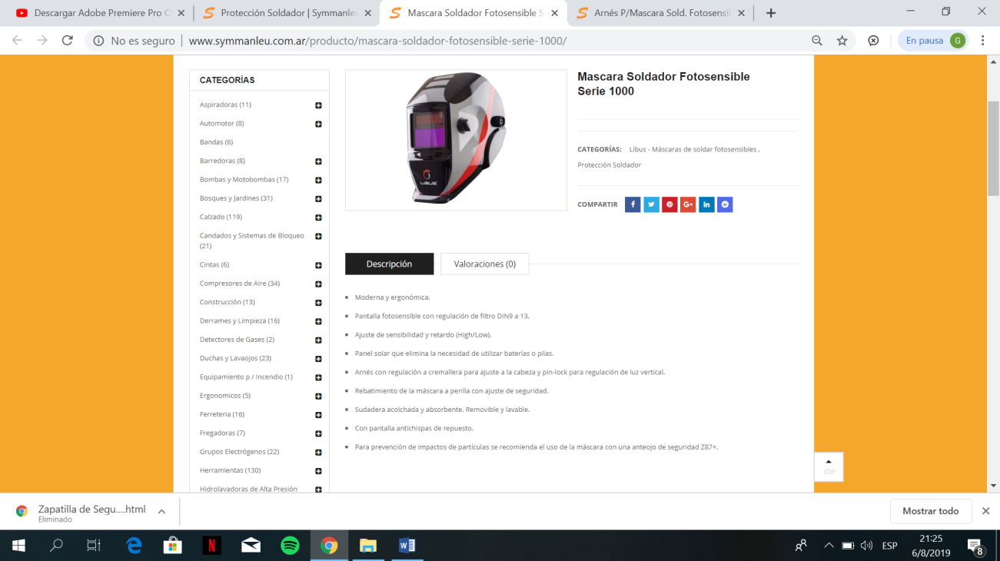 Descargar Adobe Premiere Pro C
Protección Soldador | Symmanleu
Mascara Soldador Fotosensible S
Arnés P/Mascara Sold. Fotosensib
No es seguro | www.symmanleu.com.ar/producto/mascara-soldador-fotosensible-serie-1000/
En pausa G
CATEGORÍAS
Aspiradoras (11)
Automotor (8)
Bandas (6)
Barredoras (8)
Bombas y Motobombas (17)
Bosques y Jardines (31)
Calzado (119)
Candados y Sistemas de Bloqueo
(21)
Cintas (6)
Compresores de Aire (34)
Construcción (13)
Derrames y Limpieza (16)
Detectores de Gases (2)
Duchas y Lavaojos (23)
Equipamiento p / Incendio (1)
Ergonomicos (5)
Ferreteria (16)
Fregadoras (7)
Grupos Electrógenos (22)
Herramientas (130)
Hidrolavadoras de Alta Presión
LIBUS
Mascara Soldador Fotosensible
Serie 1000
CATEGORÍAS: Libus - Máscaras de soldar fotosensibles ,
Protección Soldador
COMPARTIR
Descripción
Valoraciones (0)
Moderna y ergonómica.
Pantalla fotosensible con regulación de filtro DIN9 a 13.
Ajuste de sensibilidad y retardo (High/Low).
Panel solar que elimina la necesidad de utilizar baterías o pilas.
Arnés con regulación a cremallera para ajuste a la cabeza y pin-lock para regulación de luz vertical.
Rebatimiento de la máscara a perilla con ajuste de seguridad.
Sudadera acolchada y absorbente. Removible y lavable.
Con pantalla antichispas de repuesto.
Para prevención de impactos de partículas se recomienda el uso de la máscara con una anteojo de seguridad Z87+.
TOP
Zapatilla de Segu....html
Eliminado
Mostrar todo
ESP
21:25
6/8/2019
8